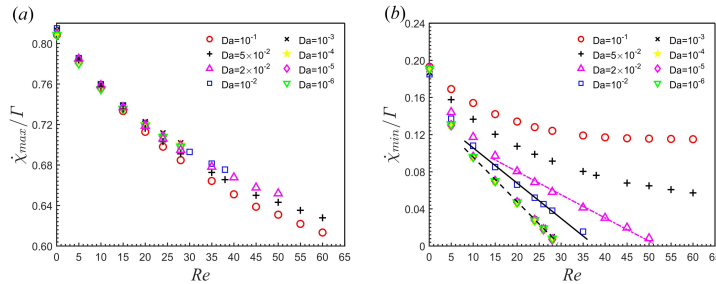 (a)
(b)
0.80
0.76
0.72
0.68
0.64
0.60
χ̇max/Γ
0 5 10 15 20 25 30 35 40 45 50 55 60 65
Re
Da=10⁻¹
Da=5×10⁻²
Da=2×10⁻²
Da=10⁻²
Da=10⁻³
Da=10⁻⁴
Da=10⁻⁵
Da=10⁻⁶
0.24
0.20
0.16
0.12
0.08
0.04
0
χ̇min/Γ
0 5 10 15 20 25 30 35 40 45 50 55 60 65
Re
Da=10⁻¹
Da=5×10⁻²
Da=2×10⁻²
Da=10⁻²
Da=10⁻³
Da=10⁻⁴
Da=10⁻⁵
Da=10⁻⁶